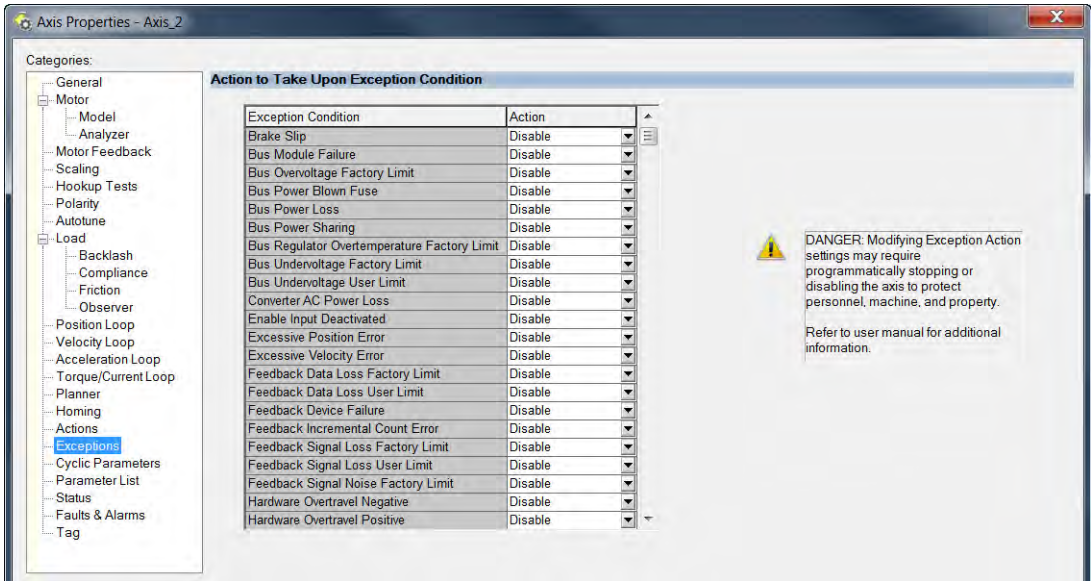 Axis Properties - Axis_2
Categories:
General
Motor
Model
Analyzer
Motor Feedback
Scaling
Hookup Tests
Polarity
Autotune
Load
Backlash
Compliance
Friction
Observer
Position Loop
Velocity Loop
Acceleration Loop
Torque/Current Loop
Planner
Homing
Actions
Exceptions
Cyclic Parameters
Parameter List
Status
Faults & Alarms
Tag
Action to Take Upon Exception Condition
Exception Condition Action
Brake Slip Disable
Bus Module Failure Disable
Bus Overvoltage Factory Limit Disable
Bus Power Blown Fuse Disable
Bus Power Loss Disable
Bus Power Sharing Disable
Bus Regulator Overtemperature Factory Limit Disable
Bus Undervoltage Factory Limit Disable
Bus Undervoltage User Limit Disable
Converter AC Power Loss Disable
Enable Input Deactivated Disable
Excessive Position Error Disable
Excessive Velocity Error Disable
Feedback Data Loss Factory Limit Disable
Feedback Data Loss User Limit Disable
Feedback Device Failure Disable
Feedback Incremental Count Error Disable
Feedback Signal Loss Factory Limit Disable
Feedback Signal Loss User Limit Disable
Feedback Signal Noise Factory Limit Disable
Hardware Overtravel Negative Disable
Hardware Overtravel Positive Disable
DANGER: Modifying Exception Action
settings may require
programmatically stopping or
disabling the axis to protect
personnel, machine, and property.
Refer to user manual for additional
information.